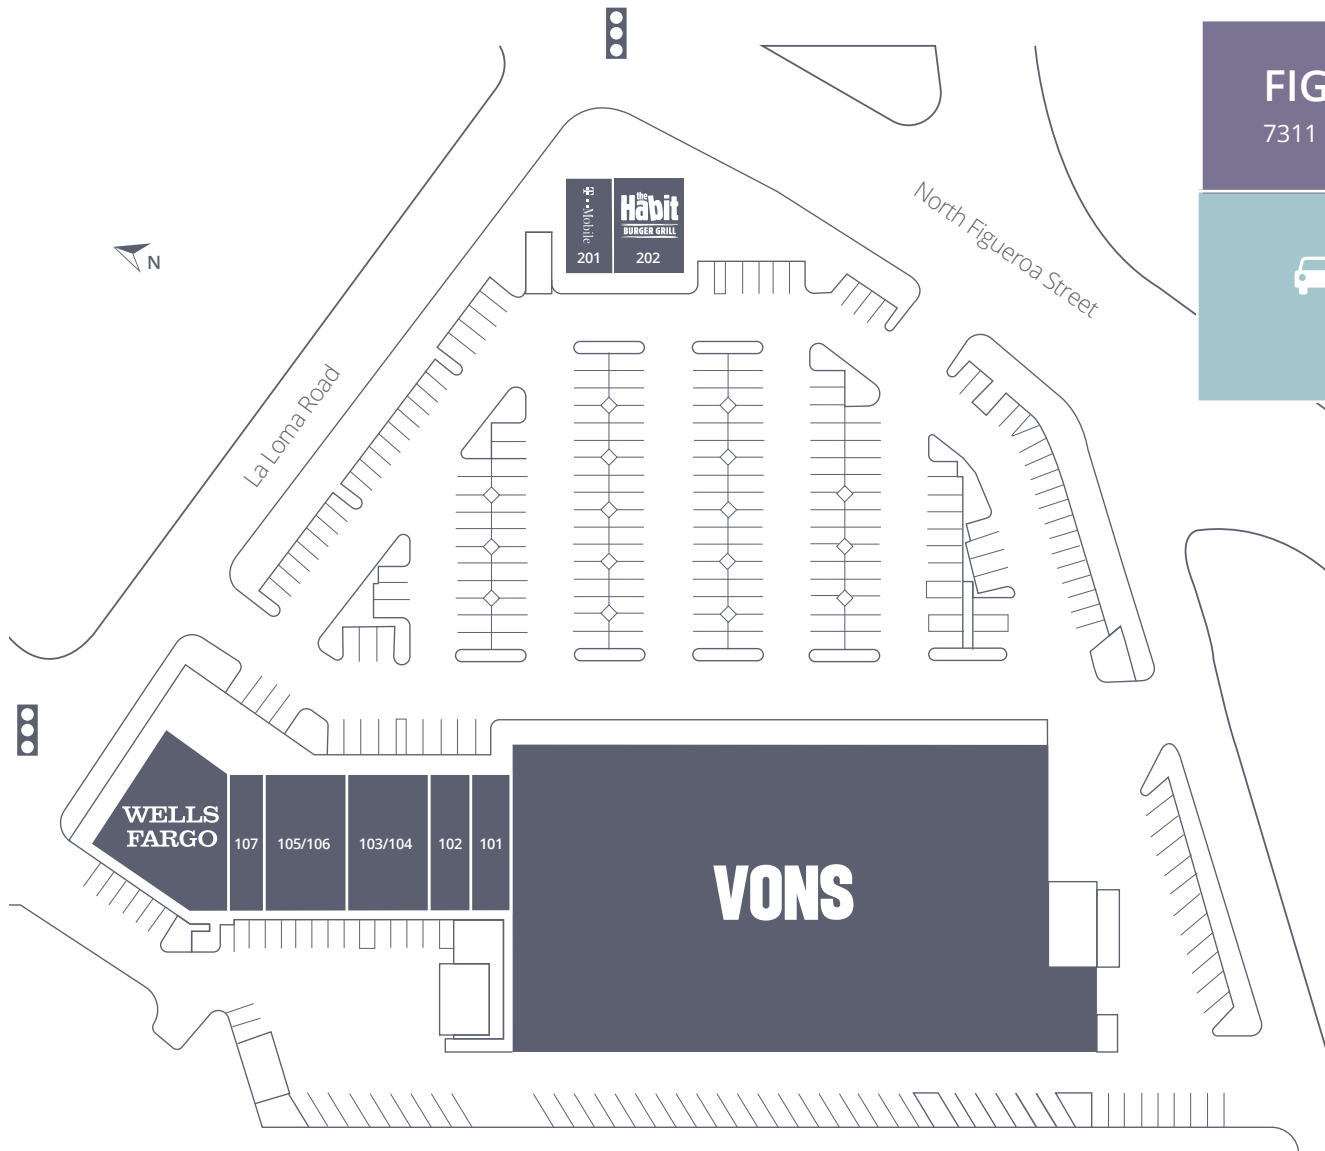 FIG
7311
T-Mobile
the
Habit
BURGER GRILL
201
202
North Figueroa Street
N
La Loma Road
WELLS
FARGO
107
105/106
103/104
102
101
VONS